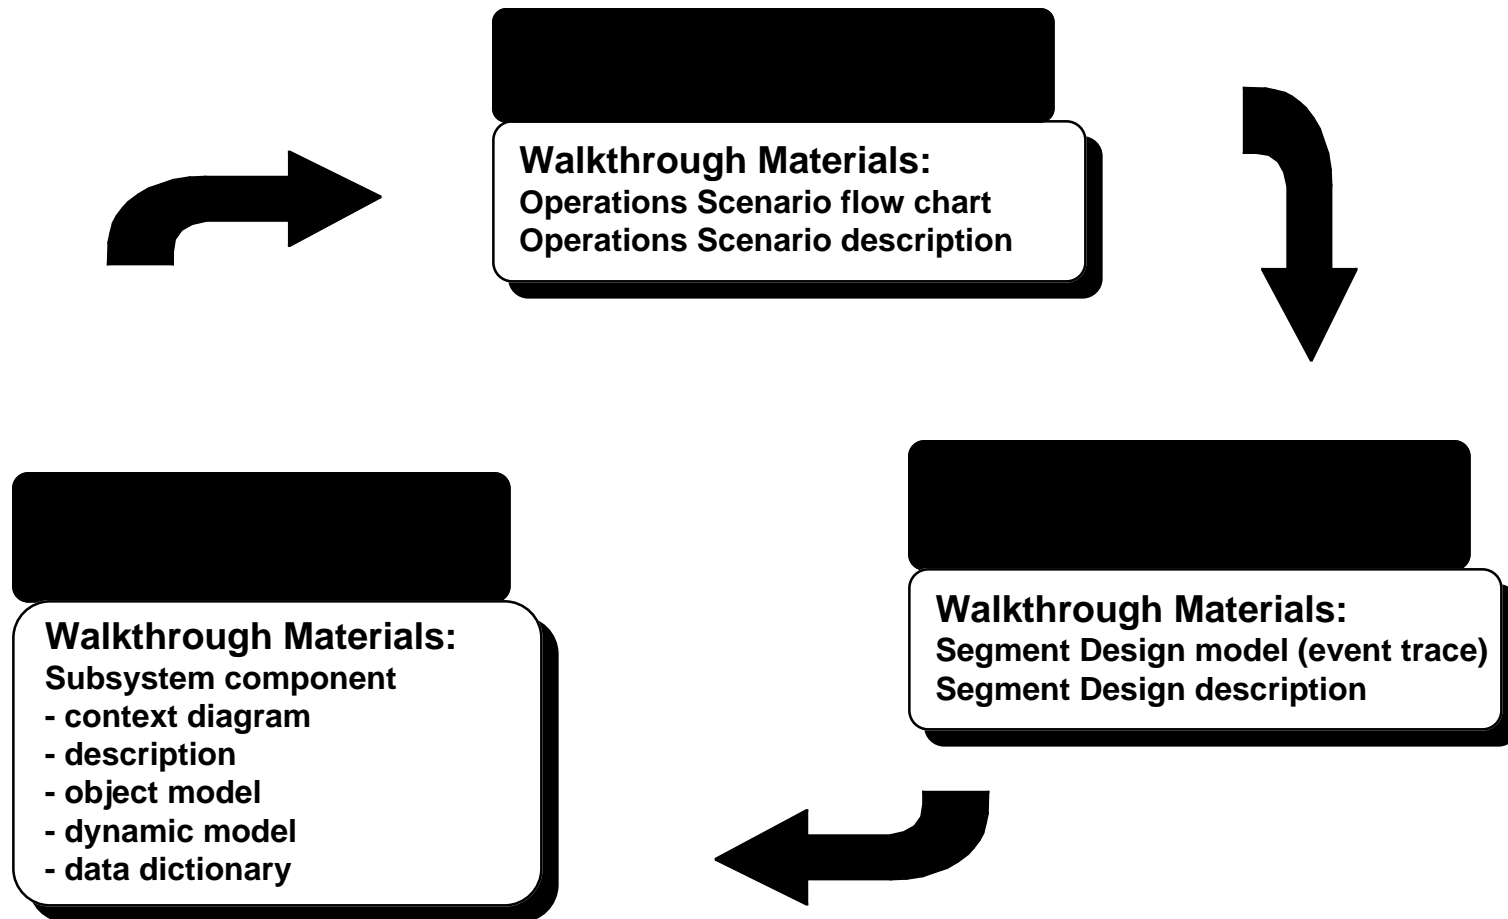 Walkthrough Materials:
Operations Scenario flow chart
Operations Scenario description
Walkthrough Materials:
Segment Design model (event trace)
Segment Design description
Walkthrough Materials:
Subsystem component
- context diagram
- description
- object model
- dynamic model
- data dictionary